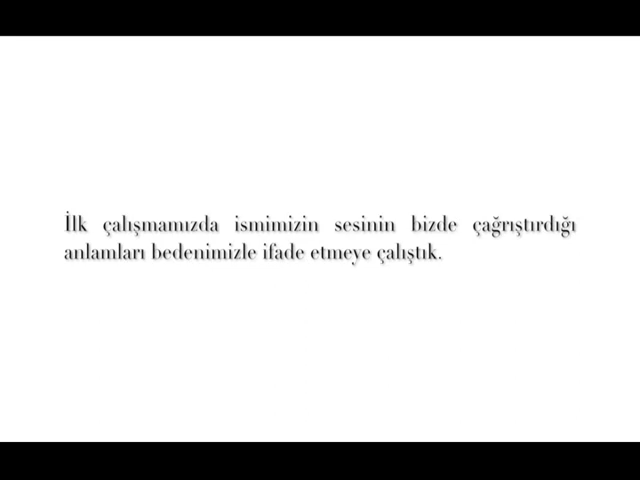 İlk çalışmamızda ismimizin sesinin bizde çağrıştırdığı
anlamları bedenimizle ifade etmeye çalıştık.